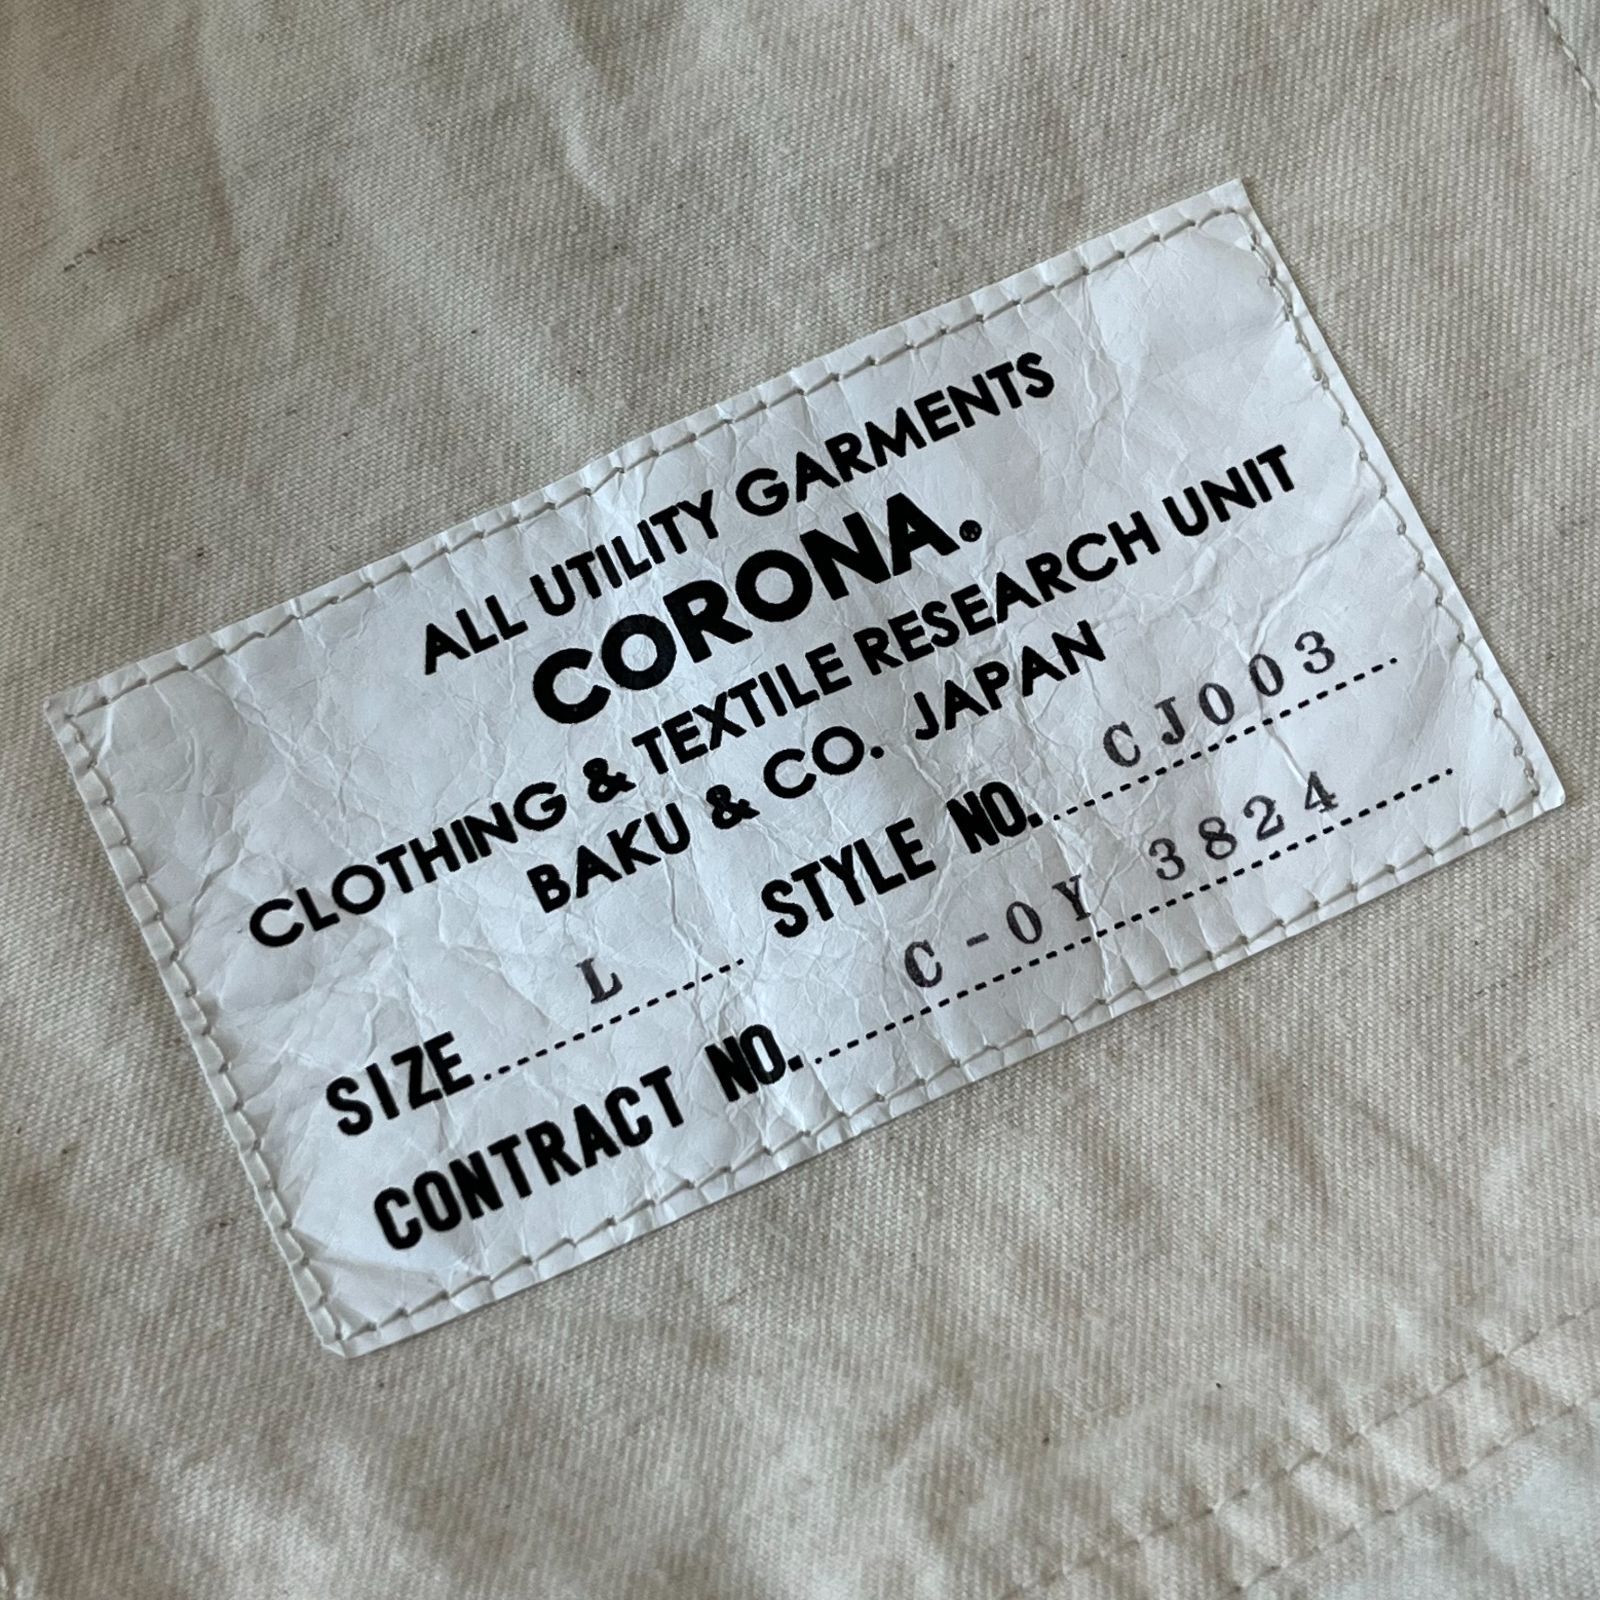 ALL UTILITY GARMENTS
CORONA.®
CLOTHING & TEXTILE RESEARCH UNIT
BAKU & CO. JAPAN
SIZE L STYLE NO. CJ003
CONTRACT NO. C-OY 3824